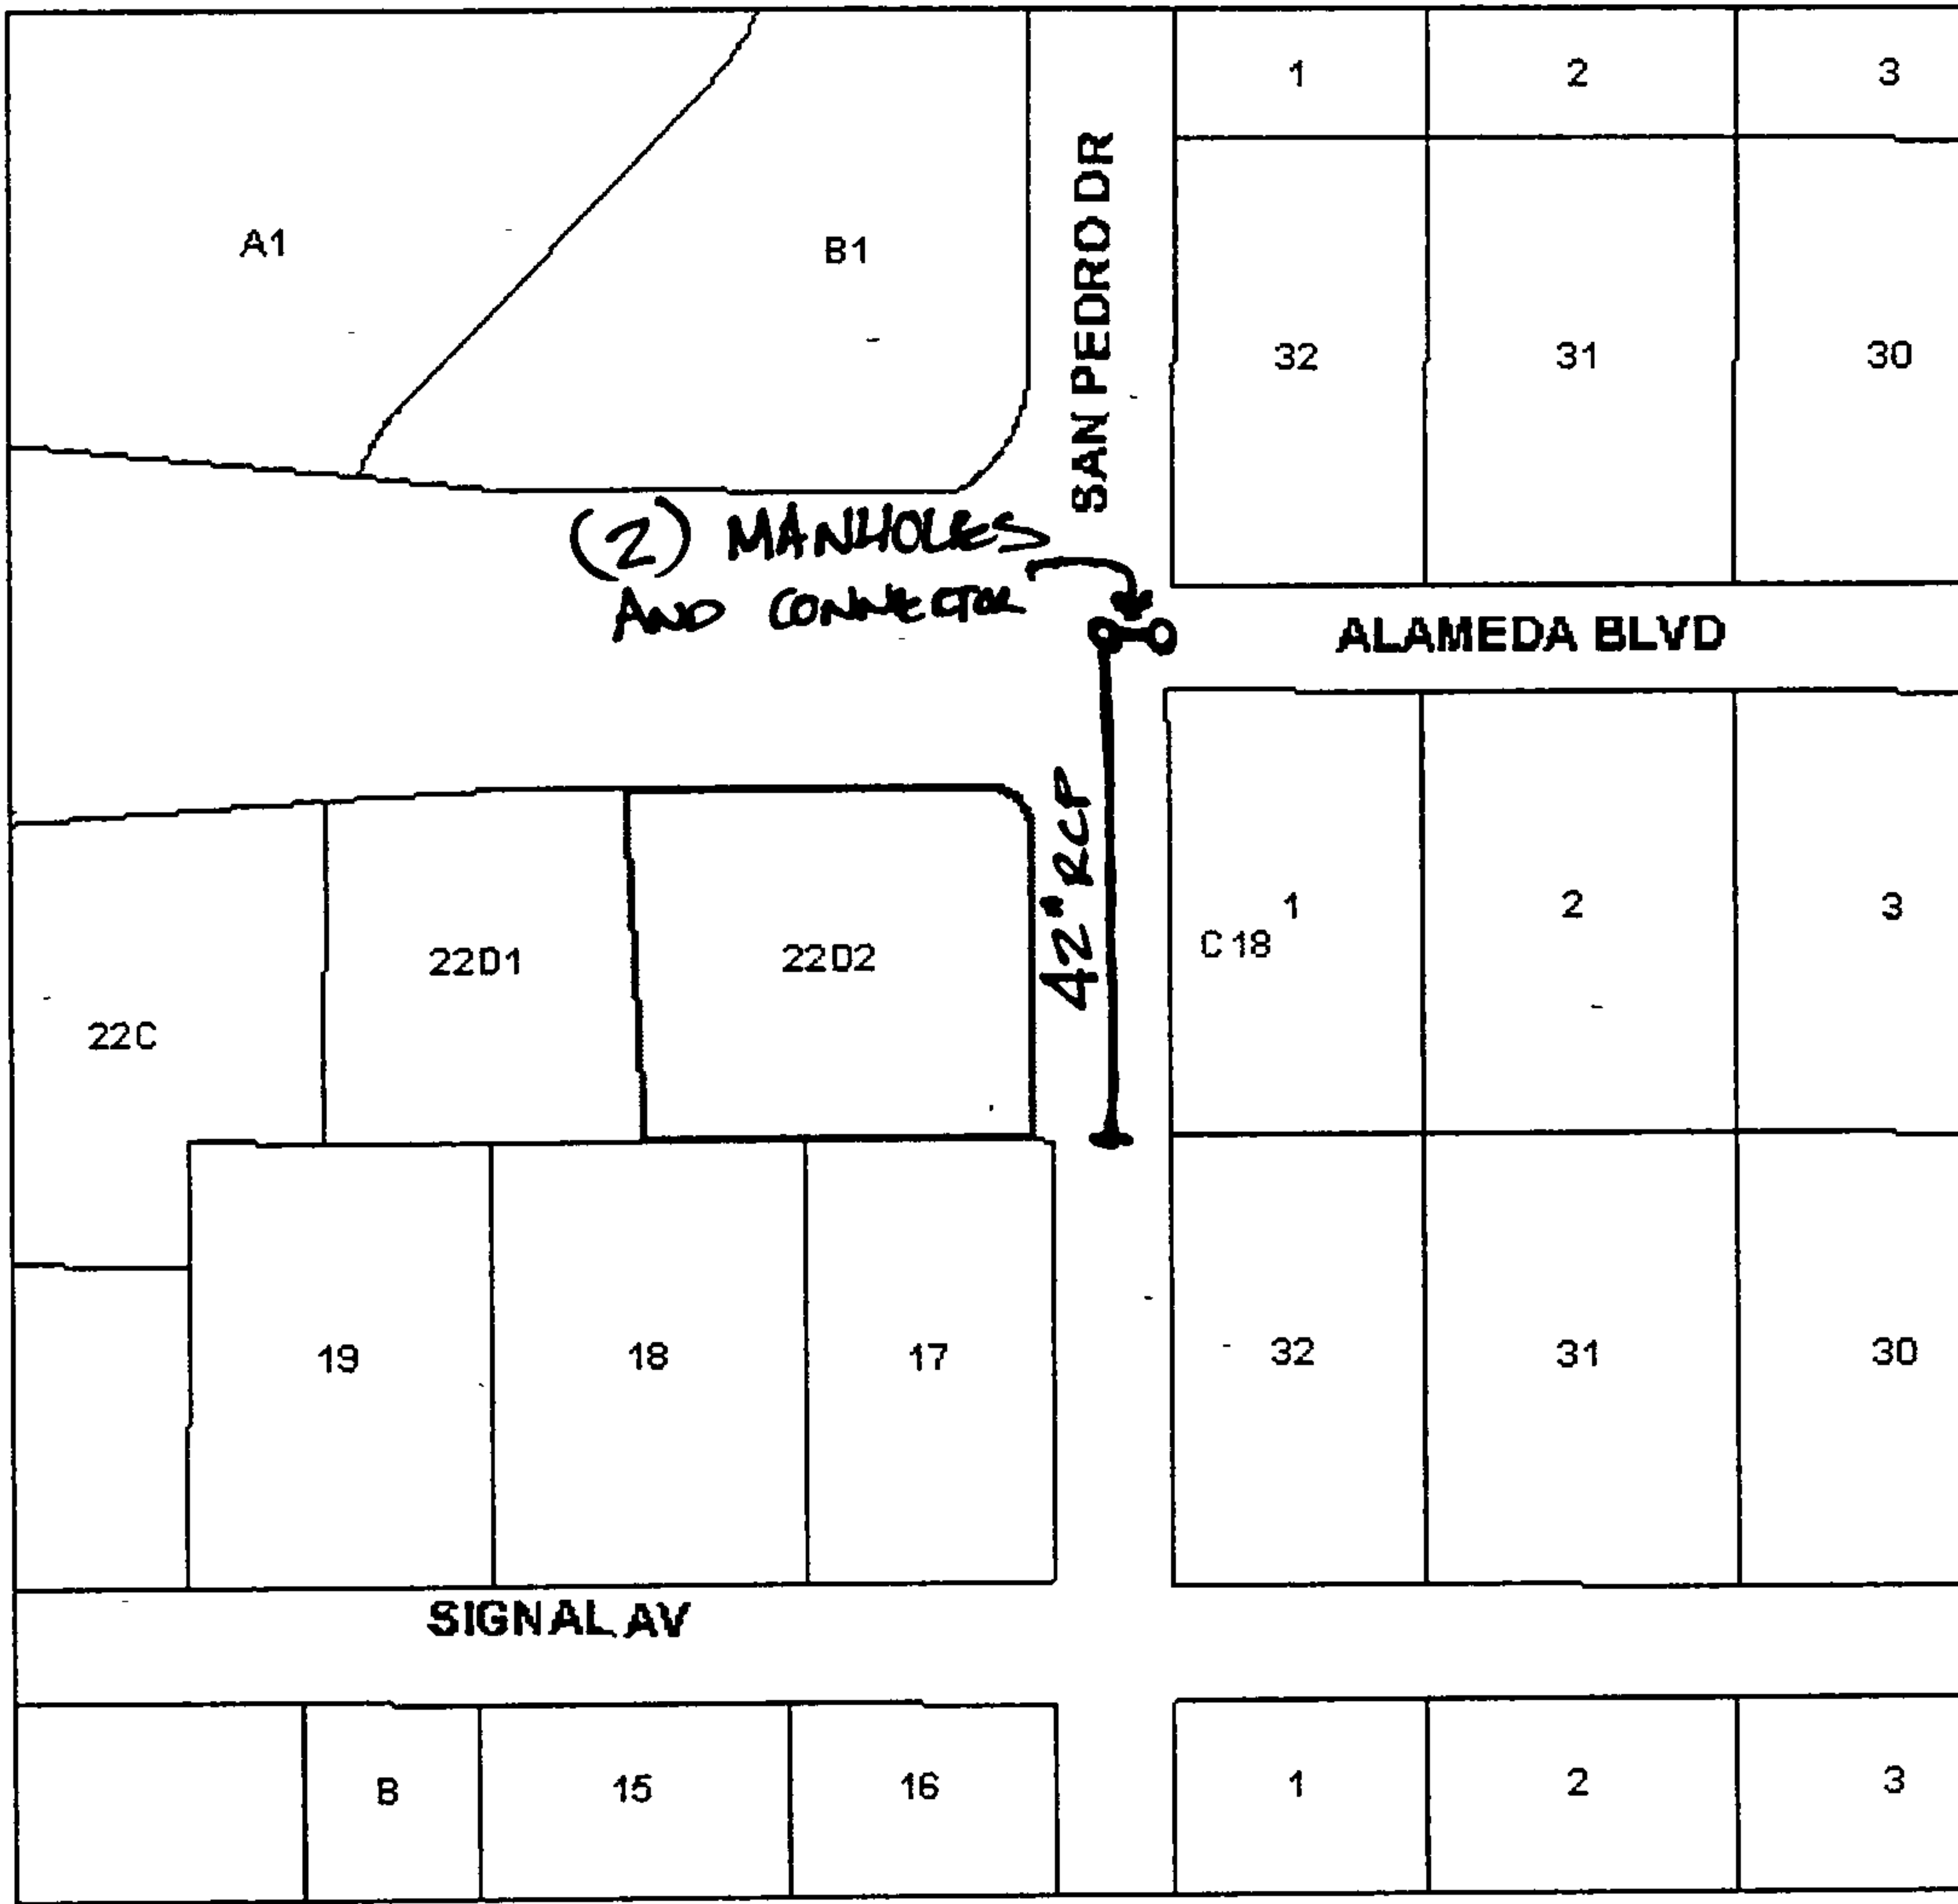 1 2 3
A1 B1
SAN PEDRO DR
32 31 30
(2) MANHOLES
AND CONNECTOR
ALAMEDA BLVD
42" RCP
1 2 3
C 18
22D1 22D2
22C
19 18 17
32 31 30
SIGNAL AV
B 15 16
1 2 3